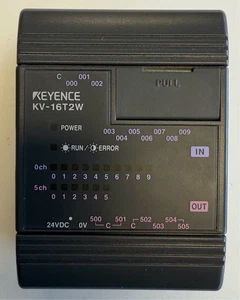 C 001
000 002
KEYENCE
KV-16T2W
PULL
POWER
003 005 007 009
004 006 008
RUN/ERROR
IN
0ch
0 1 2 3 4 5 6 7 8 9
5ch
0 1 2 3 4 5
OUT
500 501 502 504
24VDC 0V C C 503 505